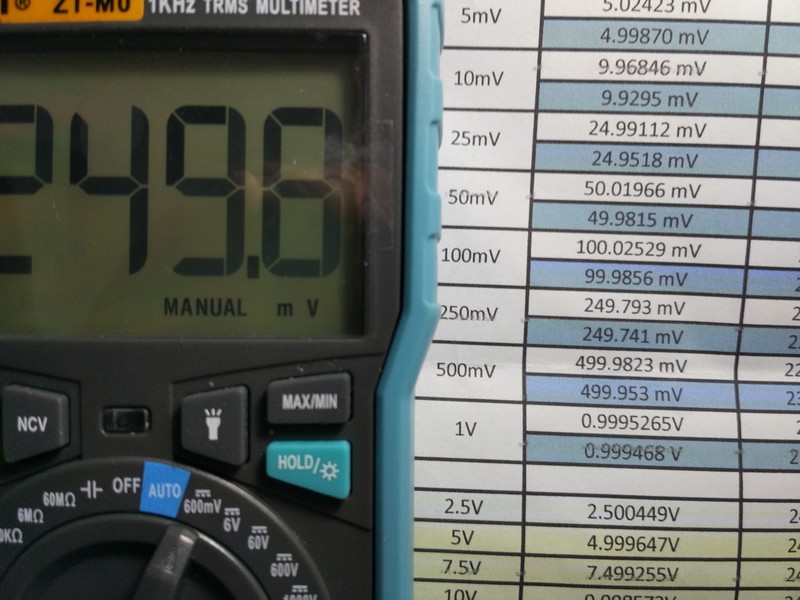 ZT-M0 1KHz TRMS MULTIMETER
249.8
MANUAL m V
NCV
MAX/MIN
HOLD/
OFF
AUTO
60MΩ
6MΩ
600mV
6V
60V
600V
1000V
5mV 5.02423 mV
4.99870 mV
10mV 9.96846 mV
9.9295 mV
25mV 24.99112 mV
24.9518 mV
50mV 50.01966 mV
49.9815 mV
100mV 100.02529 mV
99.9856 mV
250mV 249.793 mV
249.741 mV
500mV 499.9823 mV
499.953 mV
1V 0.9995265V
0.999468 V
2.5V 2.500449V
5V 4.999647V
7.5V 7.499255V
10V